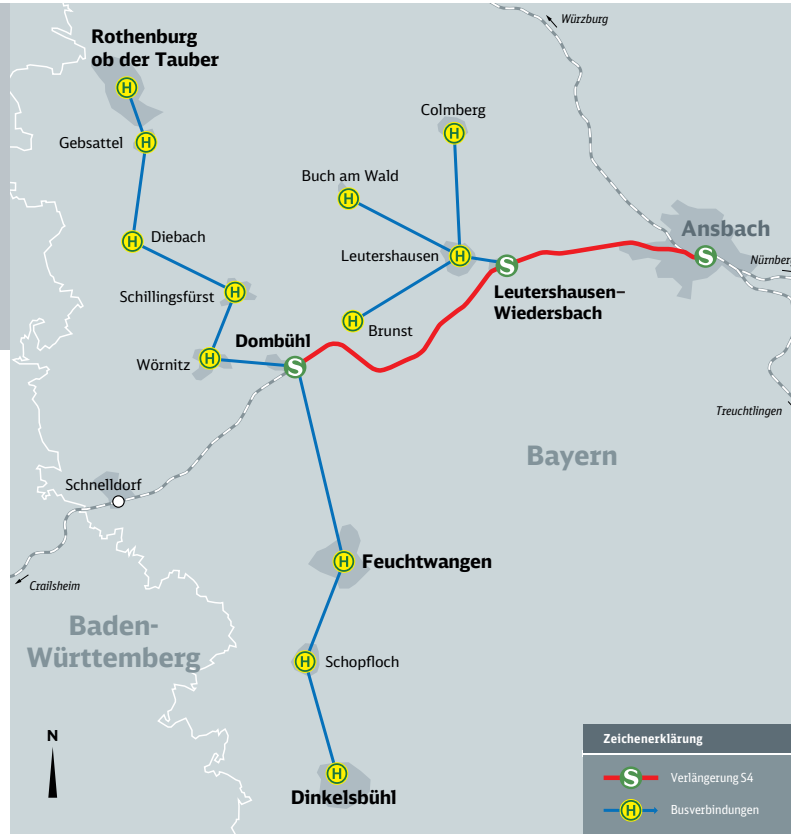 Würzburg
Rothenburg
ob der Tauber
H
Colmberg
H
Gebsattel
H
Buch am Wald
H
Diebach
H
Leutershausen
H
S
Ansbach
S
Nürnberg
Schillingsfürst
H
Leutershausen–
Wiedersbach
H
Brunst
Dombühl
S
Wörnitz
H
Treuchtlingen
Bayern
Schnelldorf
H
Feuchtwangen
Crailsheim
Baden-
Württemberg
H
Schopfloch
N
H
Dinkelsbühl
Zeichenerklärung
S
Verlängerung S4
H
Busverbindungen